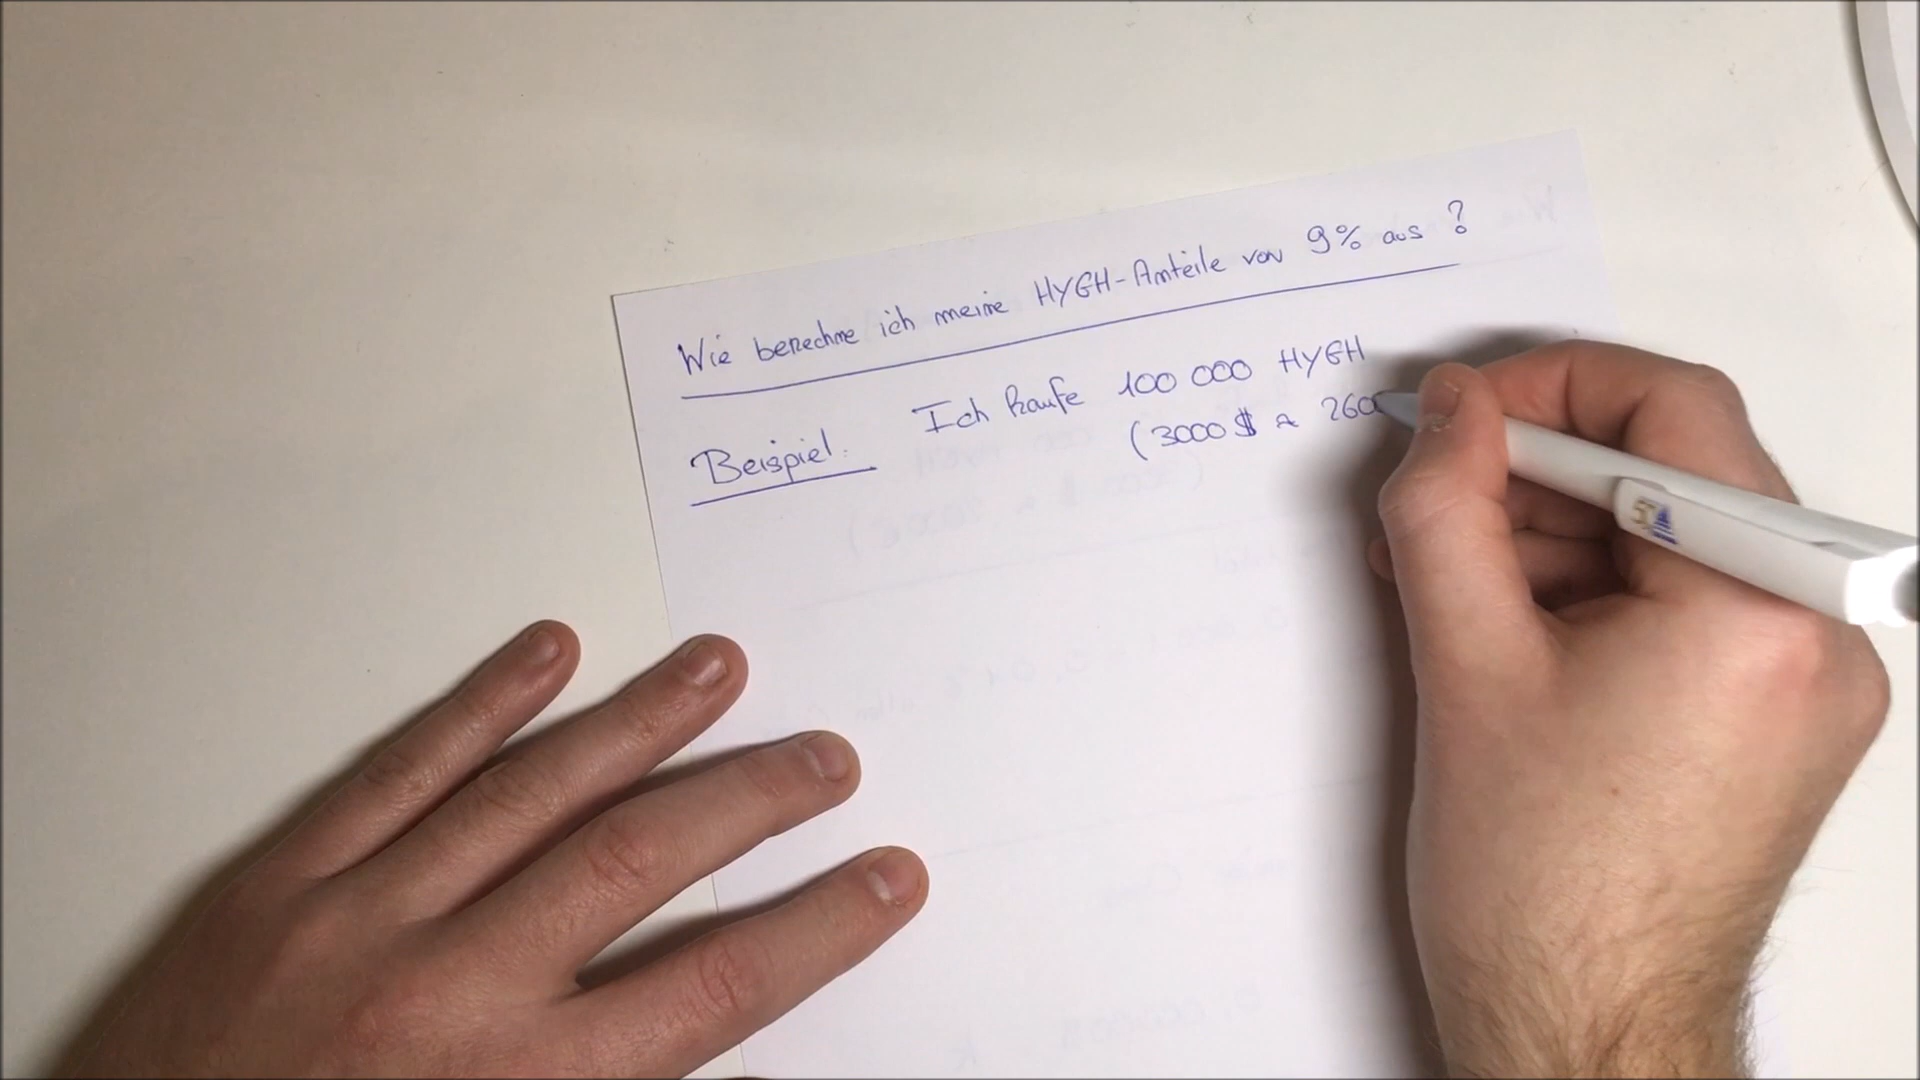 Wie berechne ich meine HYGH-Anteile von 9% aus ?
Beispiel: Ich kaufe 100 000 HYGH
(3000 $ ≈ 260